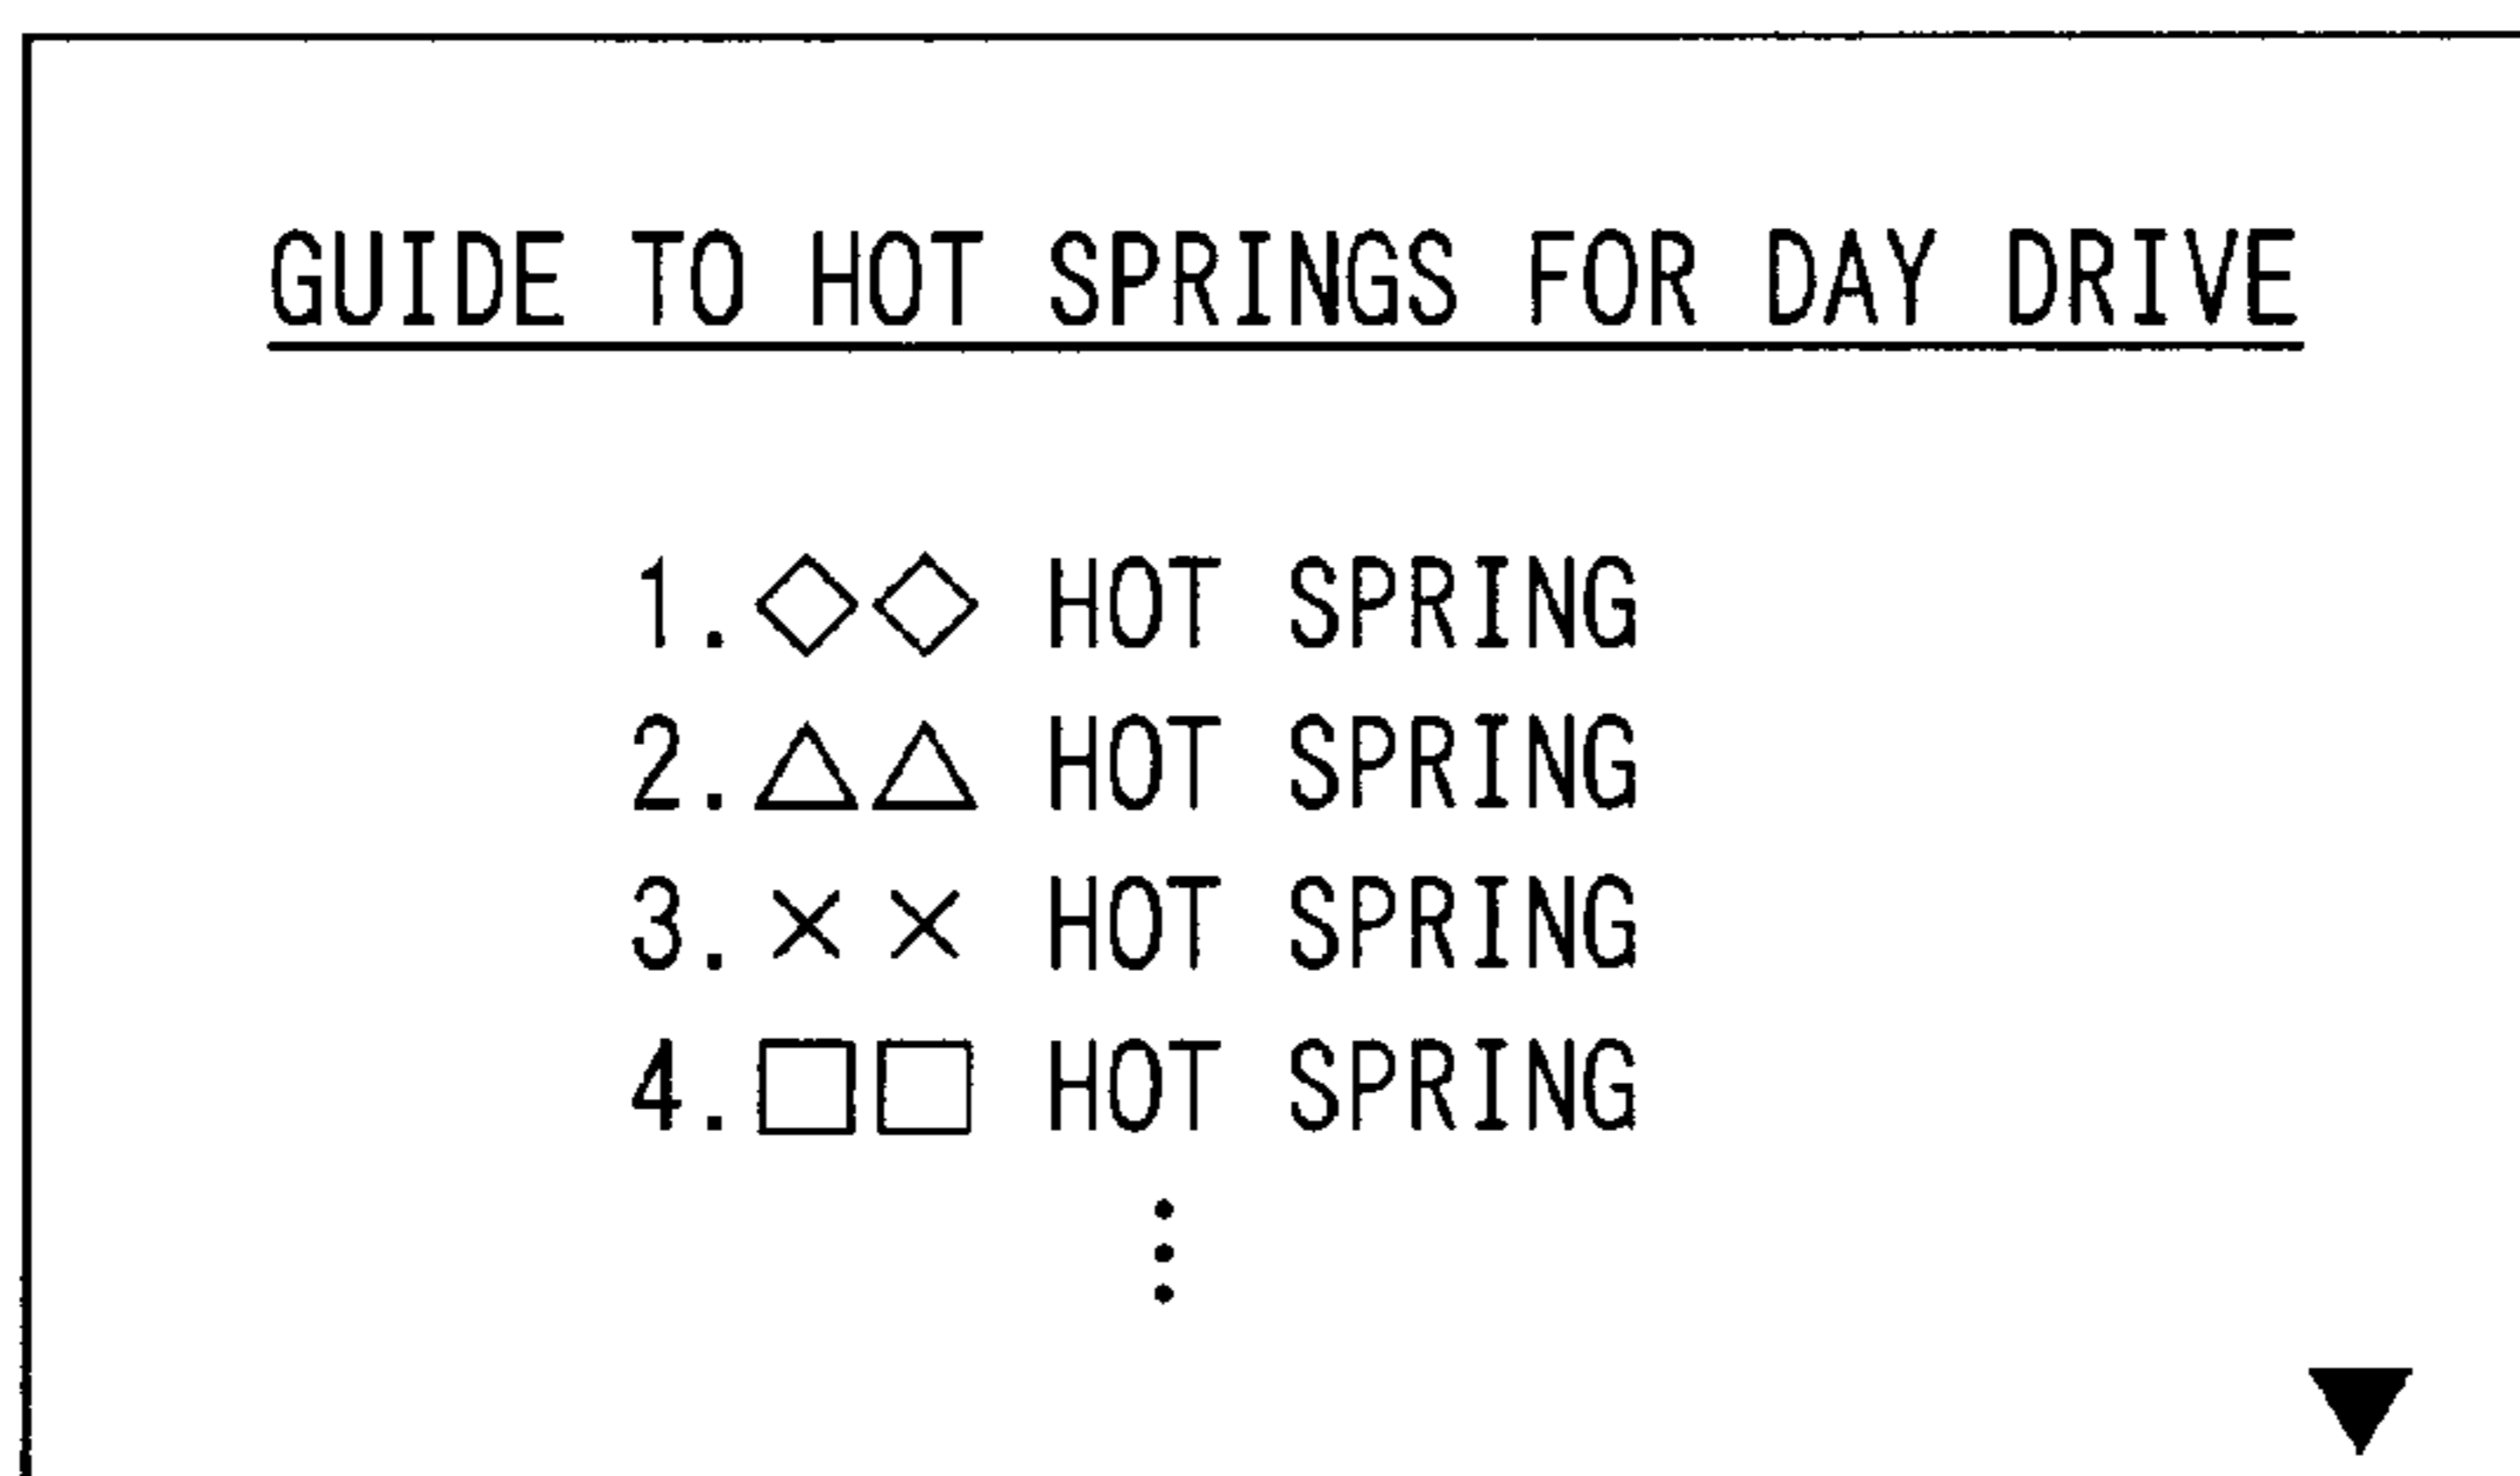 GUIDE TO HOT SPRINGS FOR DAY DRIVE
1.◇◇ HOT SPRING
2.△△ HOT SPRING
3.×× HOT SPRING
4.□□ HOT SPRING
⋮
▼